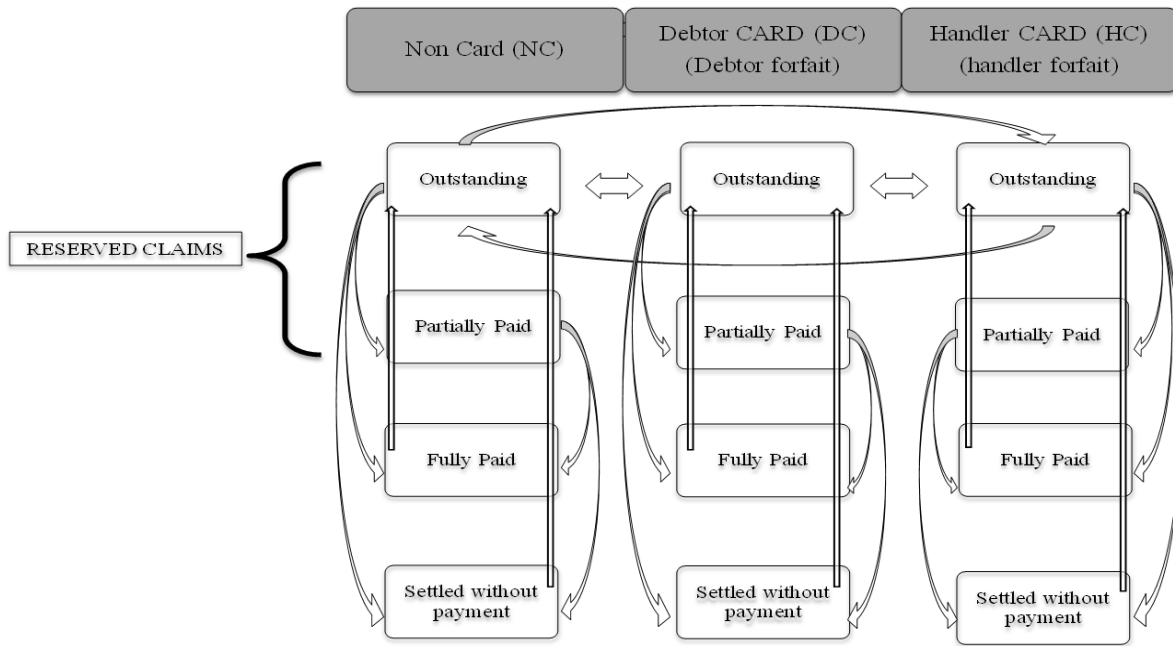 Non Card (NC)
Debtor CARD (DC)
(Debtor forfait)
Handler CARD (HC)
(handler forfait)
Outstanding
Outstanding
Outstanding
RESERVED CLAIMS
Partially Paid
Partially Paid
Partially Paid
Fully Paid
Fully Paid
Fully Paid
Settled without
payment
Settled without
payment
Settled without
payment